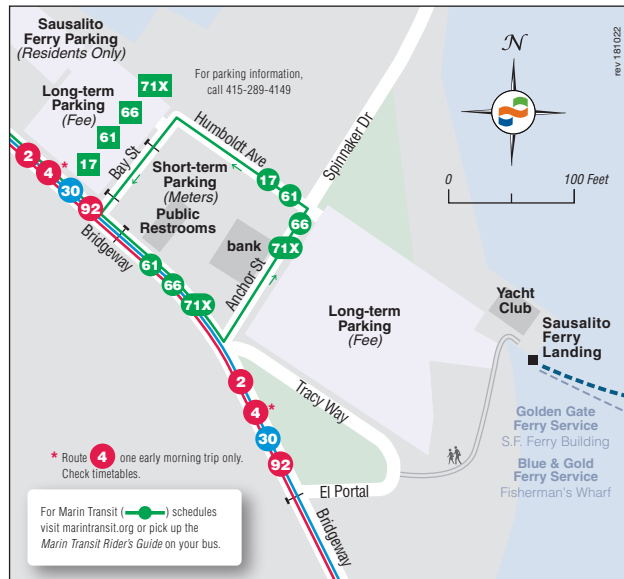 Sausalito
Ferry Parking
(Residents Only)
Long-term
Parking
(Fee)
71X
66
61
17
For parking information,
call 415-289-4149
N
rev 181022
0 100 Feet
2
4 *
30
92
Bay St
Humboldt Ave
Spinnaker Dr
Short-term
Parking
(Meters)
Public
Restrooms
17
61
66
71X
bank
Anchor St
Bridgeway
61
66
71X
Long-term
Parking
(Fee)
Yacht
Club
Sausalito
Ferry
Landing
2
4 *
30
92
Tracy Way
El Portal
Bridgeway
Golden Gate
Ferry Service
S.F. Ferry Building
Blue & Gold
Ferry Service
Fisherman's Wharf
* Route 4 one early morning trip only.
Check timetables.
For Marin Transit ( ) schedules
visit marintransit.org or pick up the
Marin Transit Rider's Guide on your bus.